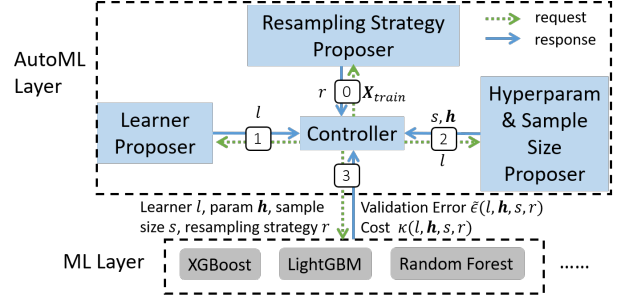 Resampling Strategy
Proposer
request
response
AutoML
Layer
r
0
X_train
Learner
Proposer
l
1
Controller
s, h
2
l
Hyperparam
& Sample
Size
Proposer
3
Learner l, param h, sample
size s, resampling strategy r
Validation Error ε̃(l, h, s, r)
Cost κ(l, h, s, r)
ML Layer
XGBoost
LightGBM
Random Forest
......